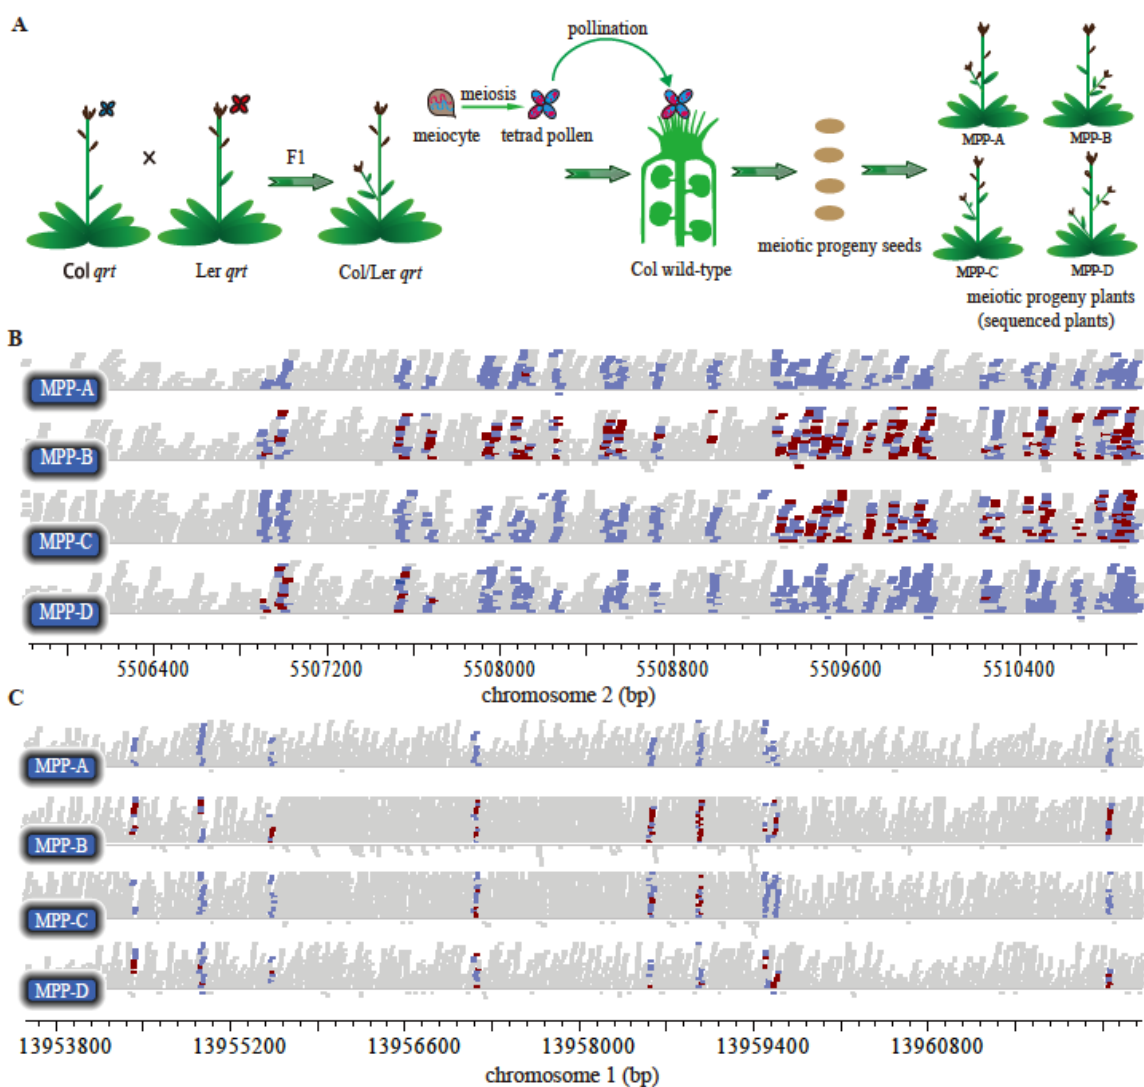 A
pollination
meiosis
meiocyte
tetrad pollen
×
F1
Col qrt
Ler qrt
Col/Ler qrt
Col wild-type
meiotic progeny seeds
MPP-A
MPP-B
MPP-C
MPP-D
meiotic progeny plants
(sequenced plants)
B
MPP-A
MPP-B
MPP-C
MPP-D
5506400 5507200 5508000 5508800 5509600 5510400
chromosome 2 (bp)
C
MPP-A
MPP-B
MPP-C
MPP-D
13953800 13955200 13956600 13958000 13959400 13960800
chromosome 1 (bp)